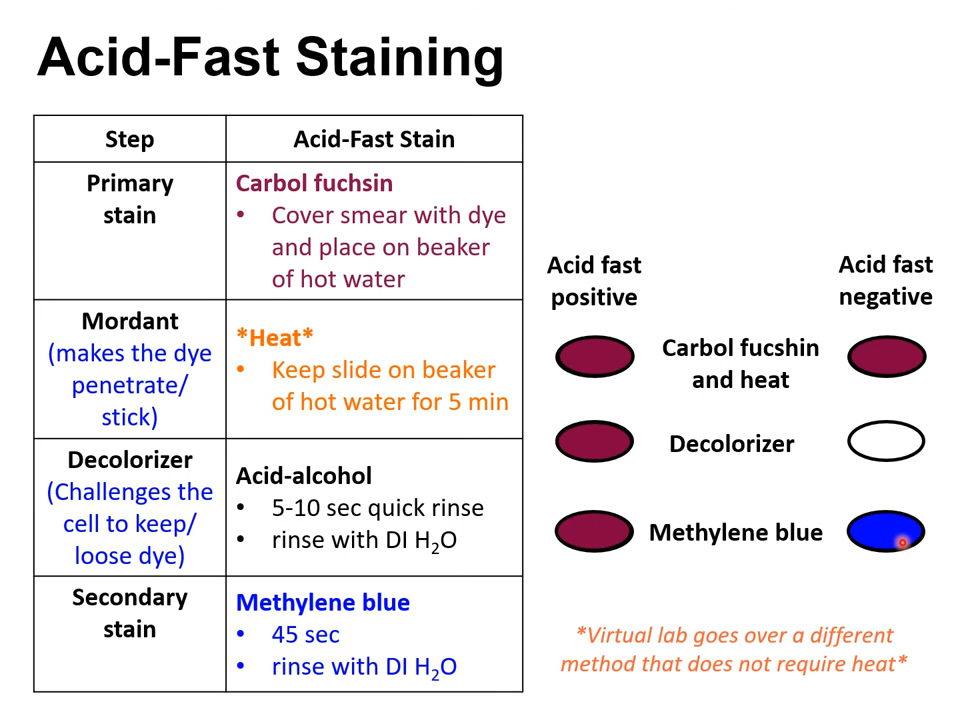 Acid-Fast Staining
Step
Acid-Fast Stain
Primary
stain
Carbol fuchsin
• Cover smear with dye
and place on beaker
of hot water
Mordant
(makes the dye
penetrate/
stick)
*Heat*
• Keep slide on beaker
of hot water for 5 min
Decolorizer
(Challenges the
cell to keep/
loose dye)
Acid-alcohol
• 5-10 sec quick rinse
• rinse with DI H₂O
Secondary
stain
Methylene blue
• 45 sec
• rinse with DI H₂O
Acid fast
positive
Acid fast
negative
Carbol fucshin
and heat
Decolorizer
Methylene blue
*Virtual lab goes over a different
method that does not require heat*